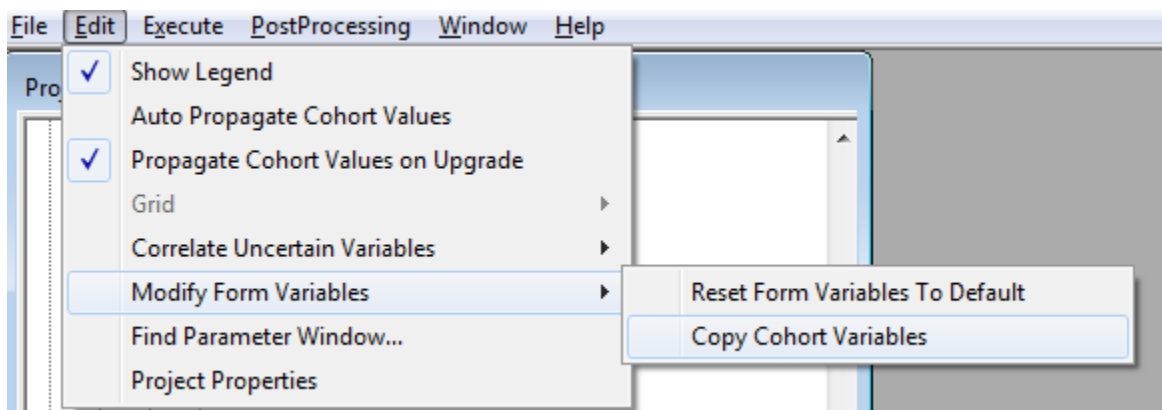 File Edit Execute PostProcessing Window Help
Show Legend
Pro
Auto Propagate Cohort Values
Propagate Cohort Values on Upgrade
Grid
Correlate Uncertain Variables
Modify Form Variables
Reset Form Variables To Default
Find Parameter Window...
Copy Cohort Variables
Project Properties